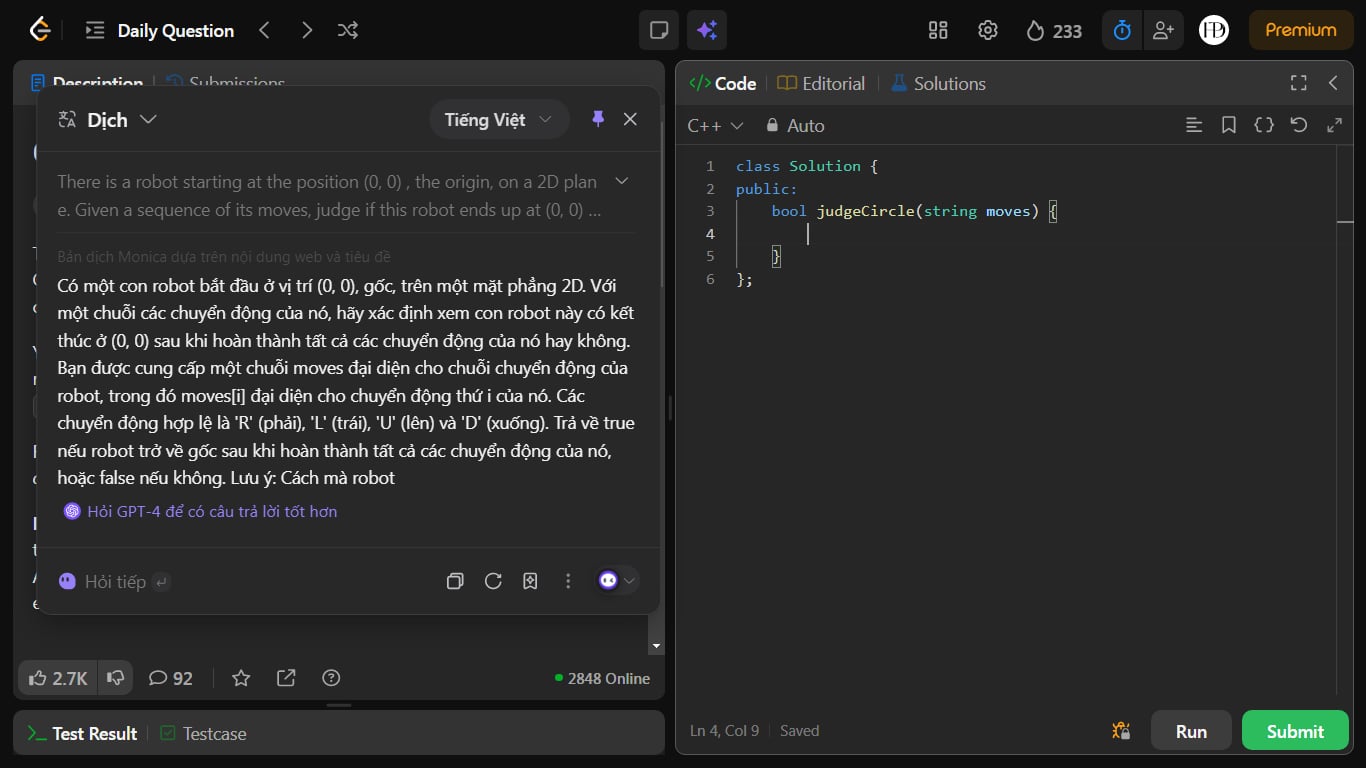 Daily Question
233
Premium
Description
Submissions
Dịch
Tiếng Việt
There is a robot starting at the position (0, 0) , the origin, on a 2D plan
e. Given a sequence of its moves, judge if this robot ends up at (0, 0) ...
Bản dịch Monica dựa trên nội dung web và tiêu đề
Có một con robot bắt đầu ở vị trí (0, 0), gốc, trên một mặt phẳng 2D. Với
một chuỗi các chuyển động của nó, hãy xác định xem con robot này có kết
thúc ở (0, 0) sau khi hoàn thành tất cả các chuyển động của nó hay không.
Bạn được cung cấp một chuỗi moves đại diện cho chuỗi chuyển động của
robot, trong đó moves[i] đại diện cho chuyển động thứ i của nó. Các
chuyển động hợp lệ là 'R' (phải), 'L' (trái), 'U' (lên) và 'D' (xuống). Trả về true
nếu robot trở về gốc sau khi hoàn thành tất cả các chuyển động của nó,
hoặc false nếu không. Lưu ý: Cách mà robot
Hỏi GPT-4 để có câu trả lời tốt hơn
Hỏi tiếp
2.7K
92
2848 Online
Test Result
Testcase
</> Code
Editorial
Solutions
C++
Auto
1 class Solution {
2 public:
3 bool judgeCircle(string moves) {
4
5 }
6 };
Ln 4, Col 9
Saved
Run
Submit